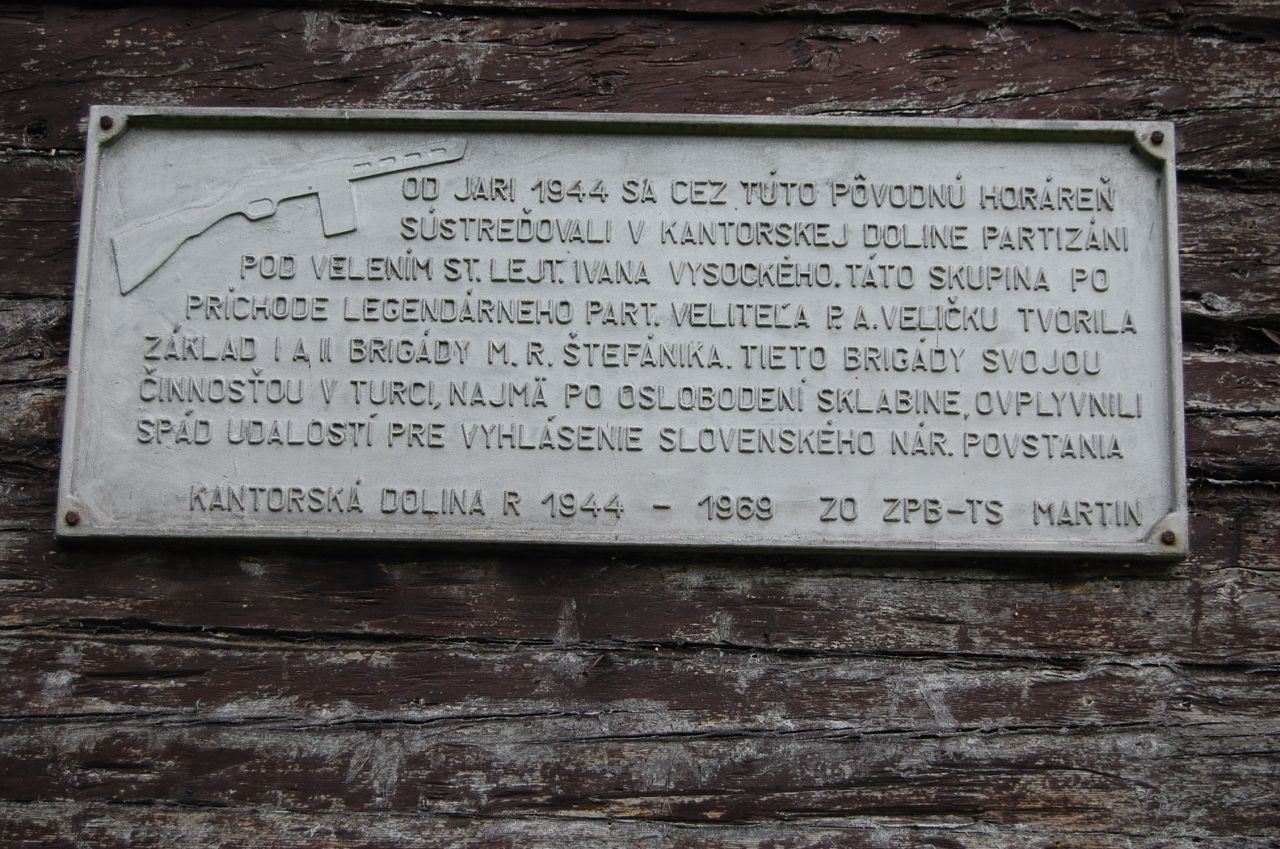 OD JARI 1944 SA CEZ TÚTO PÔVODNÚ HORÁREŇ
SÚSTREĎOVALI V KANTORSKEJ DOLINE PARTIZÁNI
POD VELENÍM ST. LEJT. IVANA VYSOCKÉHO. TÁTO SKUPINA PO
PRÍCHODE LEGENDÁRNEHO PART. VELITEĽA P. A. VELIČKU TVORILA
ZÁKLAD I A II BRIGÁDY M. R. ŠTEFÁNIKA. TIETO BRIGÁDY SVOJOU
ČINNOSŤOU V TURCI, NAJMÄ PO OSLOBODENÍ SKLABINE, OVPLYVNILI
SPÁD UDALOSTÍ PRE VYHLÁSENIE SLOVENSKÉHO NÁR. POVSTANIA
KANTORSKÁ DOLINA R 1944 – 1969 ZO ZPB-TS MARTIN